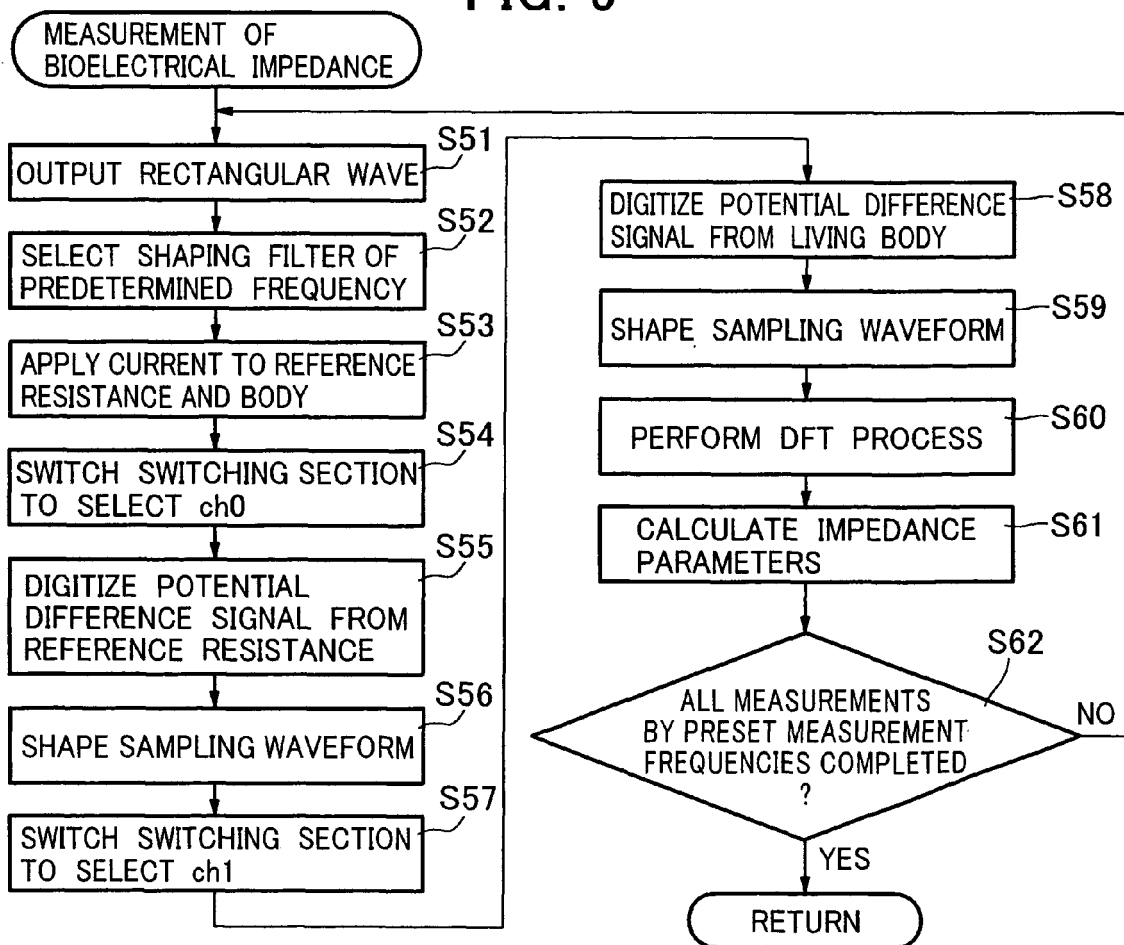 MEASUREMENT OF
BIOELECTRICAL IMPEDANCE
S51
OUTPUT RECTANGULAR WAVE
S52
SELECT SHAPING FILTER OF
PREDETERMINED FREQUENCY
S53
APPLY CURRENT TO REFERENCE
RESISTANCE AND BODY
S54
SWITCH SWITCHING SECTION
TO SELECT ch0
S55
DIGITIZE POTENTIAL
DIFFERENCE SIGNAL FROM
REFERENCE RESISTANCE
S56
SHAPE SAMPLING WAVEFORM
S57
SWITCH SWITCHING SECTION
TO SELECT ch1
S58
DIGITIZE POTENTIAL DIFFERENCE
SIGNAL FROM LIVING BODY
S59
SHAPE SAMPLING WAVEFORM
S60
PERFORM DFT PROCESS
S61
CALCULATE IMPEDANCE
PARAMETERS
S62
ALL MEASUREMENTS
BY PRESET MEASUREMENT
FREQUENCIES COMPLETED
?
NO
YES
RETURN